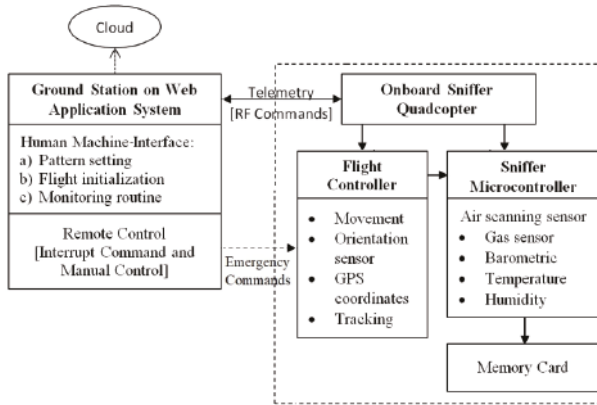 Cloud
Ground Station on Web
Application System
Human Machine-Interface:
a) Pattern setting
b) Flight initialization
c) Monitoring routine
Remote Control
[Interrupt Command and
Manual Control]
Telemetry
[RF Commands]
Emergency
Commands
Onboard Sniffer
Quadcopter
Flight
Controller
• Movement
• Orientation
sensor
• GPS
coordinates
• Tracking
Sniffer
Microcontroller
Air scanning sensor
• Gas sensor
• Barometric
• Temperature
• Humidity
Memory Card